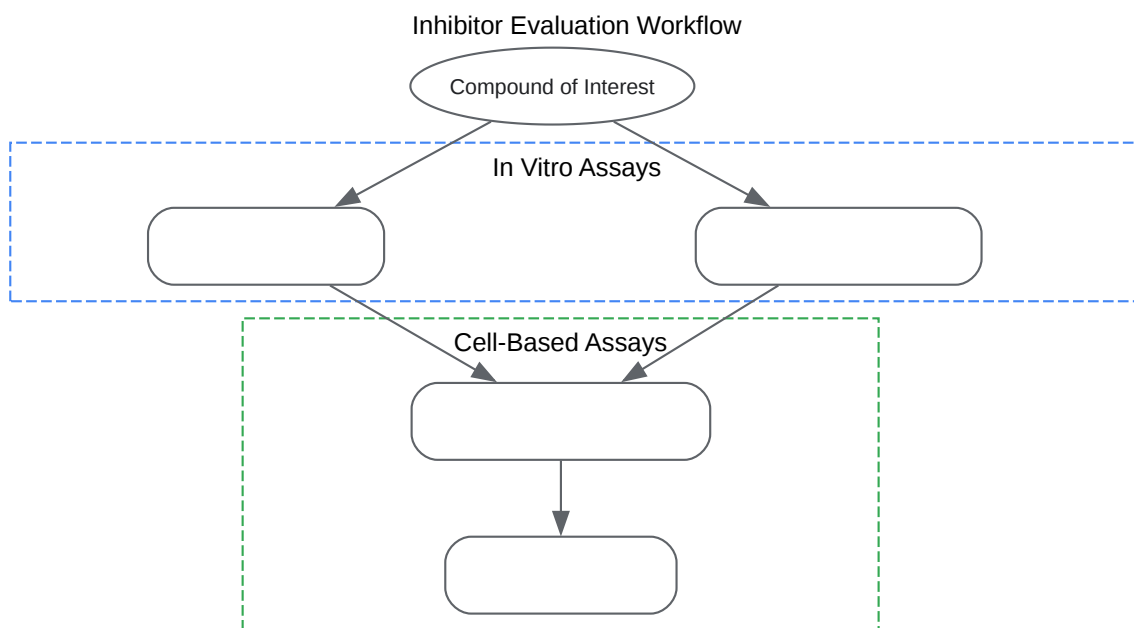 Inhibitor Evaluation Workflow
Compound of Interest
In Vitro Assays
Cell-Based Assays